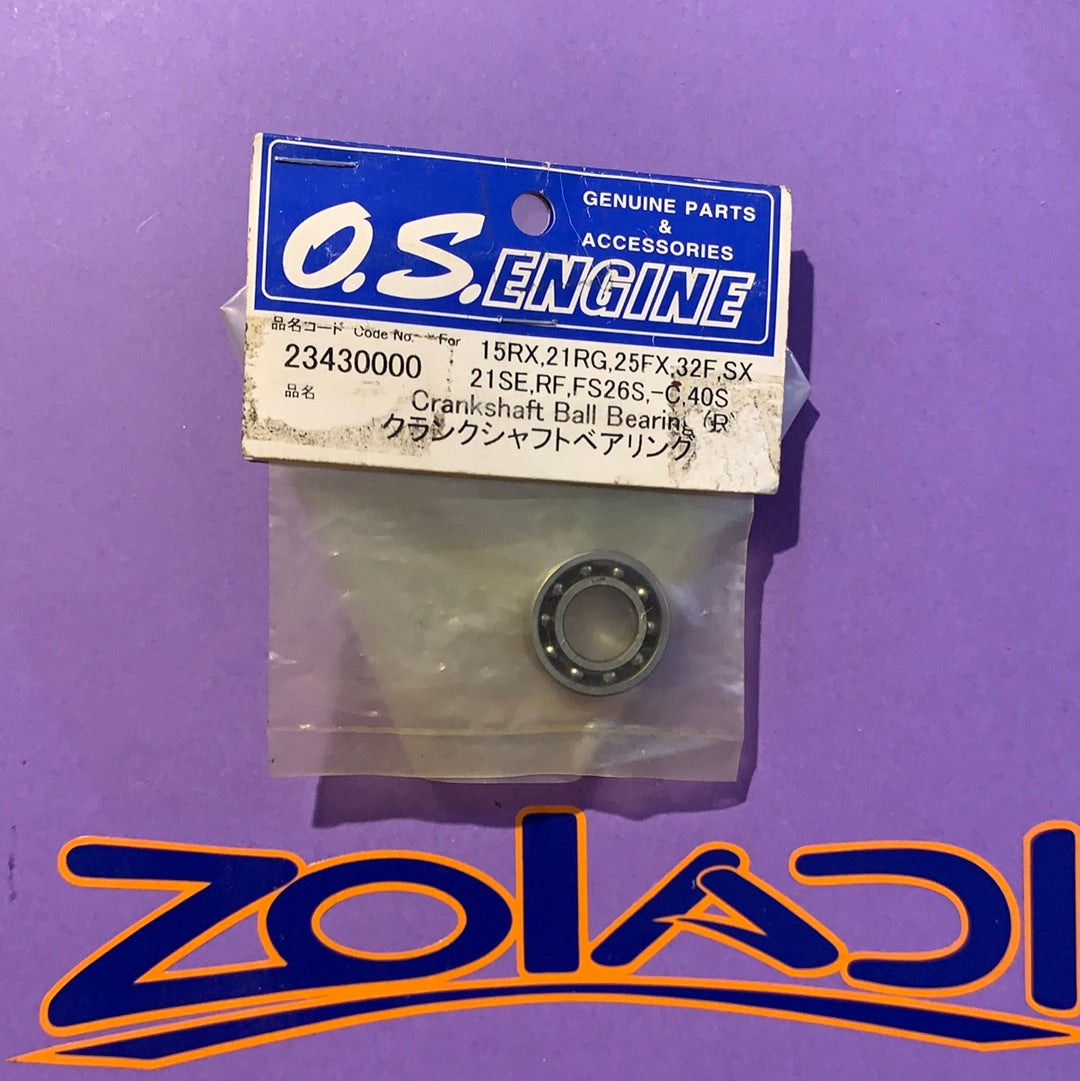 GENUINE PARTS
&
ACCESSORIES
O.S. ENGINE
品名コード Code No. For
23430000
15RX,21RG,25FX,32F,SX
21SE,RF,FS26S,-C,40S
品名
Crankshaft Ball Bearing (R)
クランクシャフトベアリング